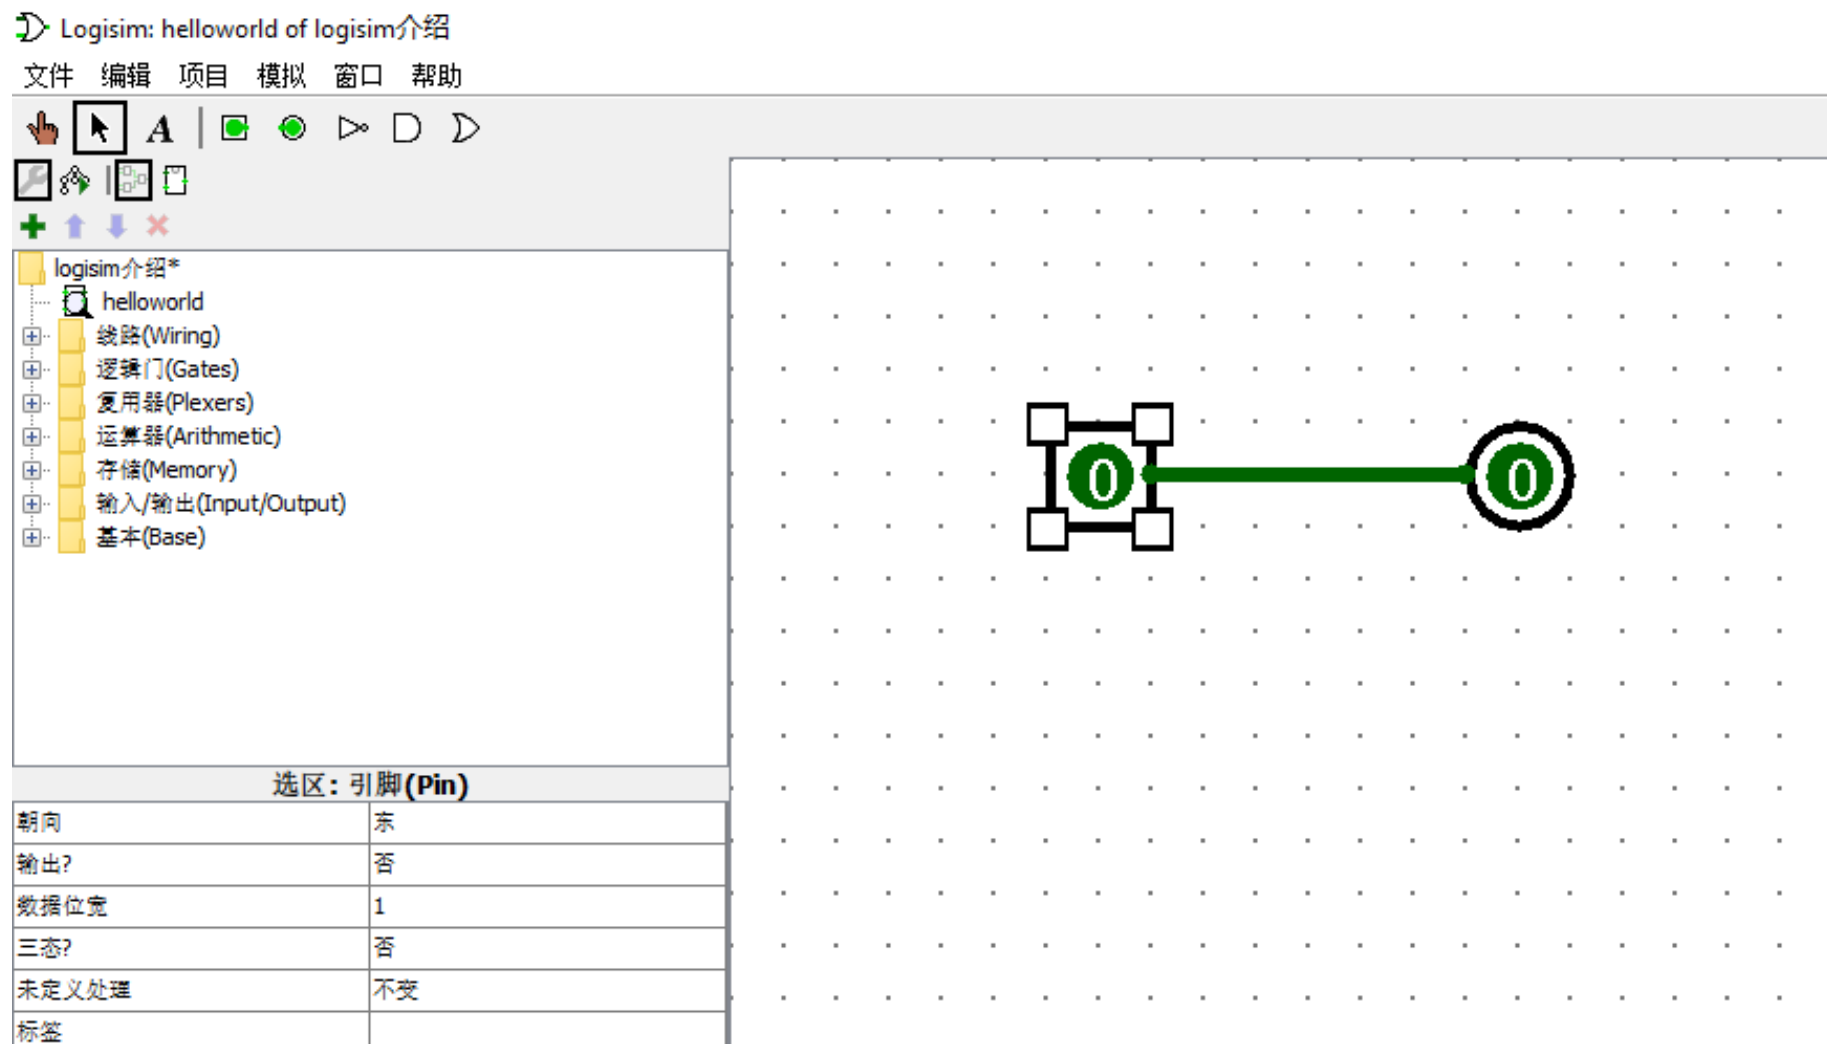 Logisim: helloworld of logisim介绍
文件 编辑 项目 模拟 窗口 帮助
A
logisim介绍*
helloworld
线路(Wiring)
逻辑门(Gates)
复用器(Plexers)
运算器(Arithmetic)
存储(Memory)
输入/输出(Input/Output)
基本(Base)
0 0
选区: 引脚(Pin)
朝向 东
输出? 否
数据位宽 1
三态? 否
未定义处理 不变
标签